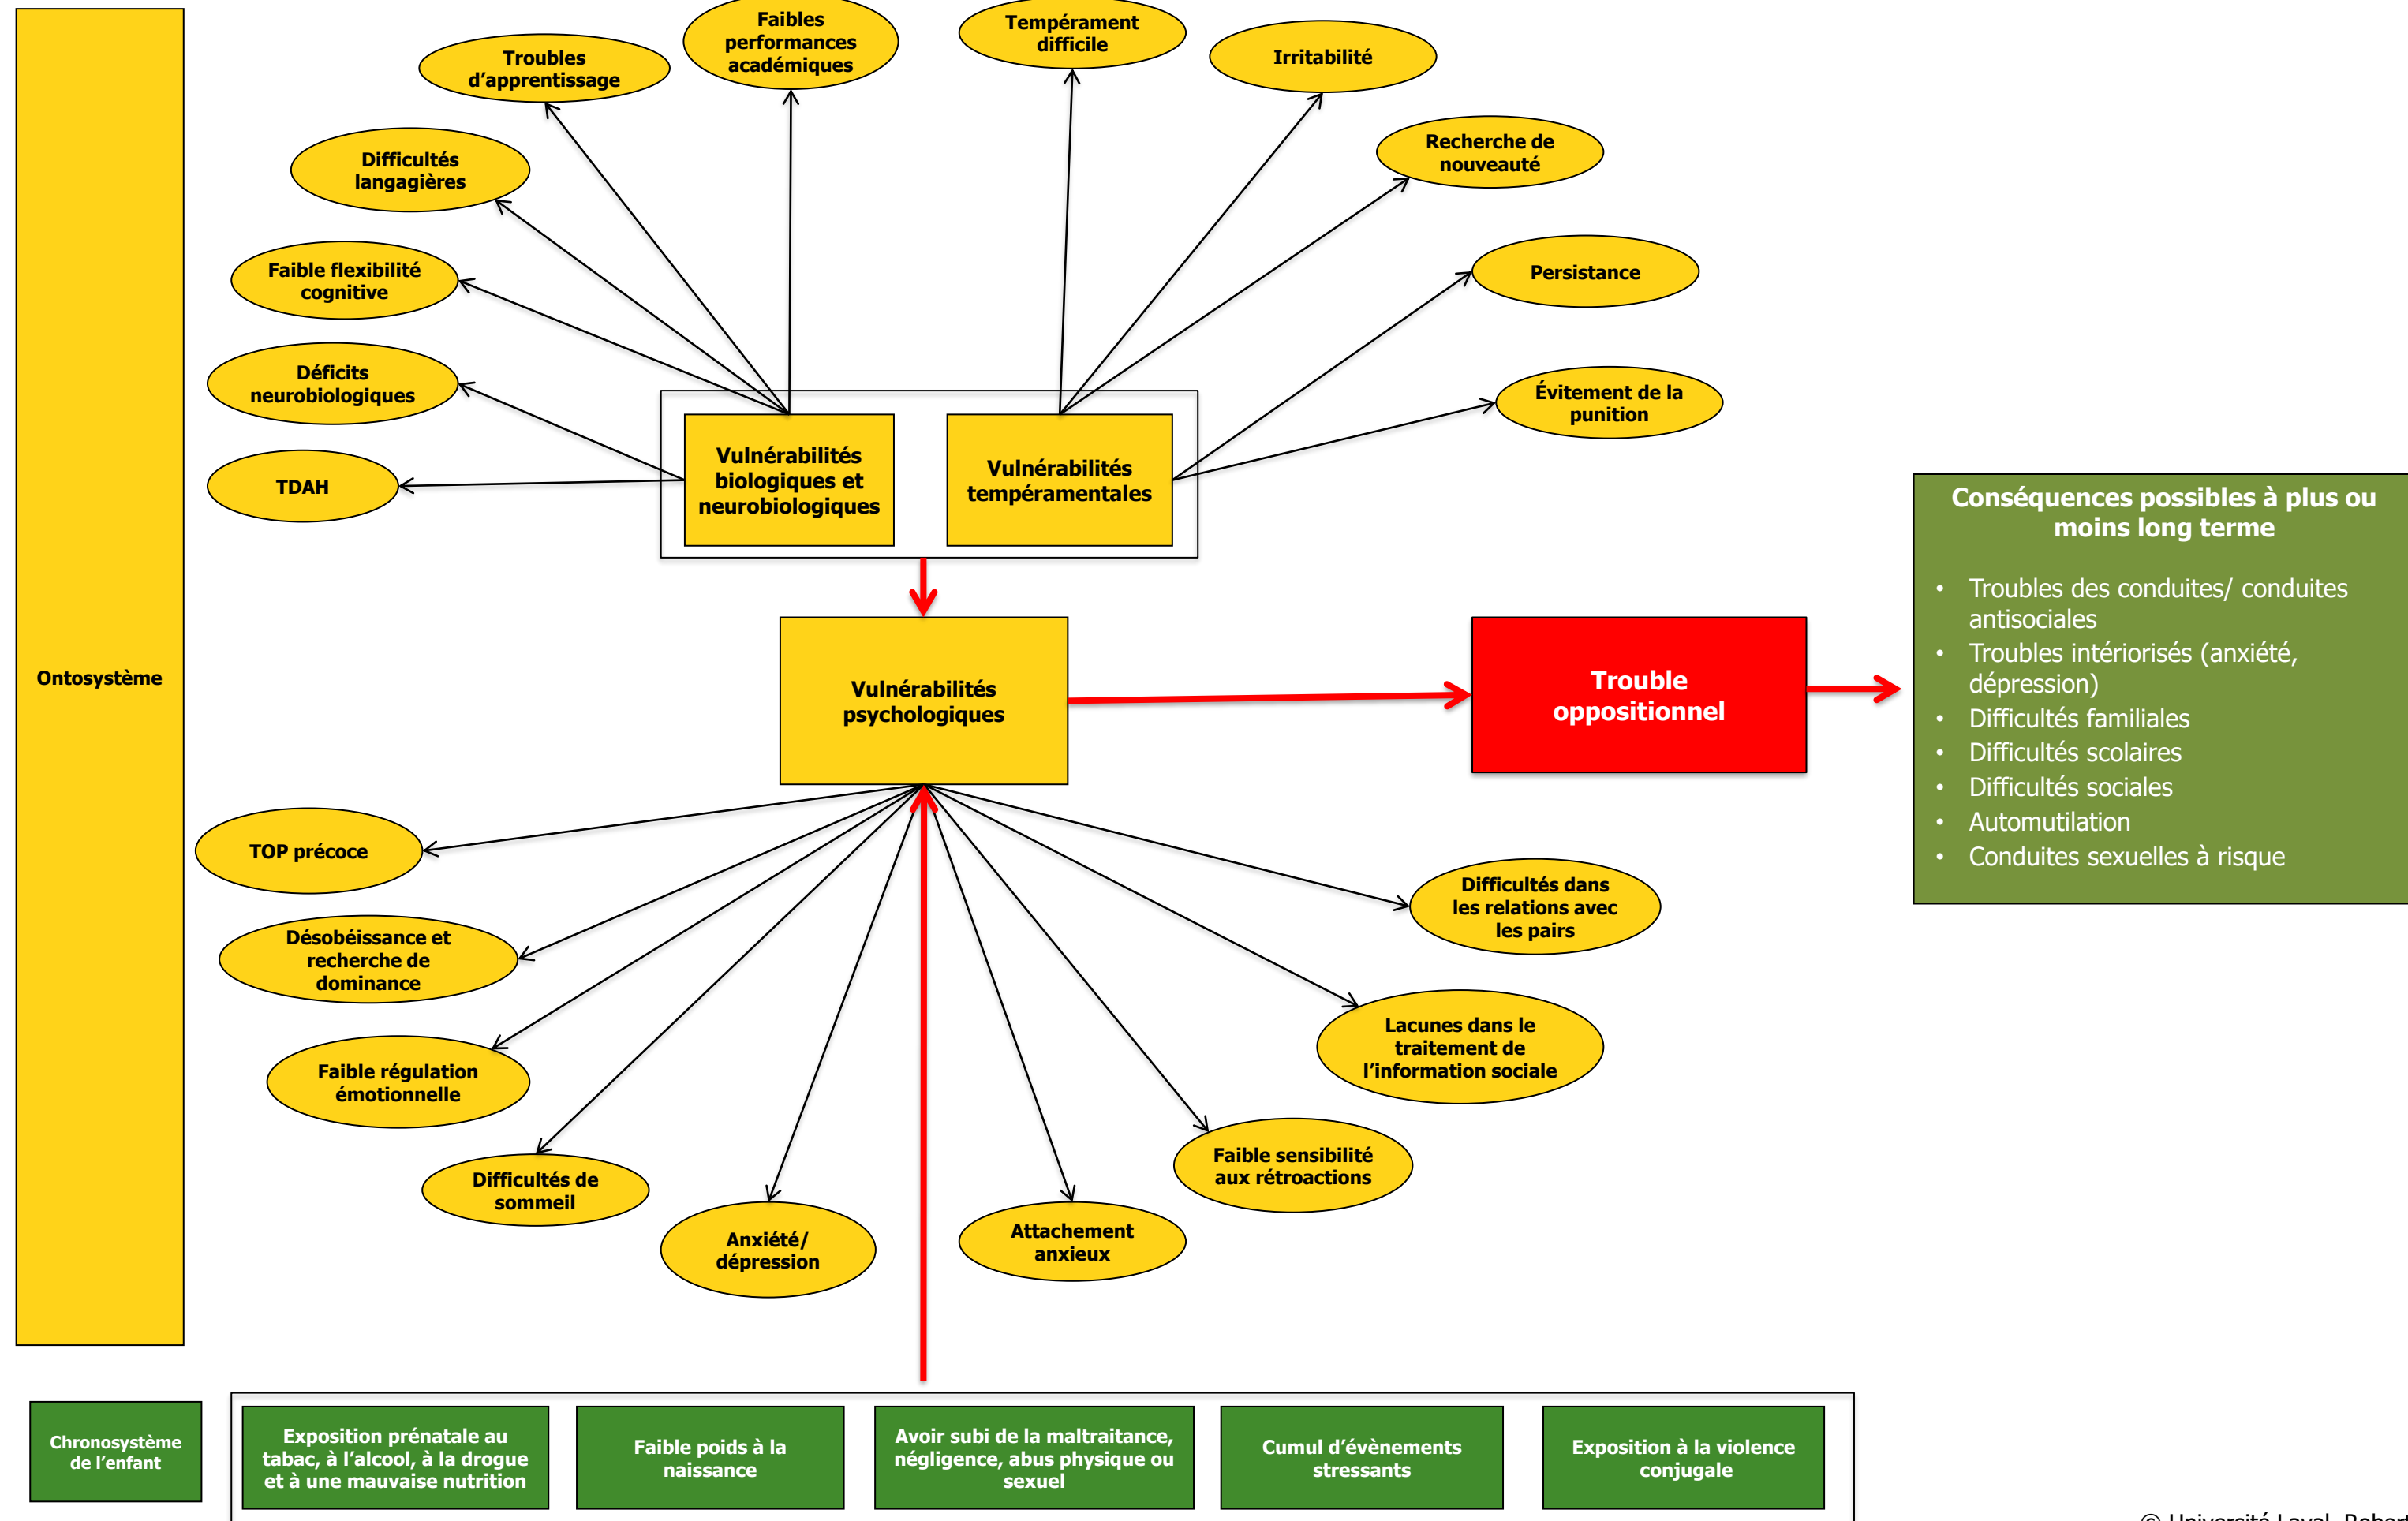 Faibles
performances
académiques
Tempérament
difficile
Troubles
d’apprentissage
Irritabilité
Difficultés
langagières
Recherche de
nouveauté
Faible flexibilité
cognitive
Persistance
Déficits
neurobiologiques
Évitement de la
punition
TDAH
Vulnérabilités
biologiques et
neurobiologiques
Vulnérabilités
tempéramentales
Ontosystème
Vulnérabilités
psychologiques
Trouble
oppositionnel
Conséquences possibles à plus ou
moins long terme
• Troubles des conduites/ conduites
antisociales
• Troubles intériorisés (anxiété,
dépression)
• Difficultés familiales
• Difficultés scolaires
• Difficultés sociales
• Automutilation
• Conduites sexuelles à risque
TOP précoce
Désobéissance et
recherche de
dominance
Faible régulation
émotionnelle
Difficultés de
sommeil
Anxiété/
dépression
Attachement
anxieux
Faible sensibilité
aux rétroactions
Lacunes dans le
traitement de
l’information sociale
Difficultés dans
les relations avec
les pairs
Chronosystème
de l’enfant
Exposition prénatale au
tabac, à l’alcool, à la drogue
et à une mauvaise nutrition
Faible poids à la
naissance
Avoir subi de la maltraitance,
négligence, abus physique ou
sexuel
Cumul d’évènements
stressants
Exposition à la violence
conjugale
© Université Laval, Rober